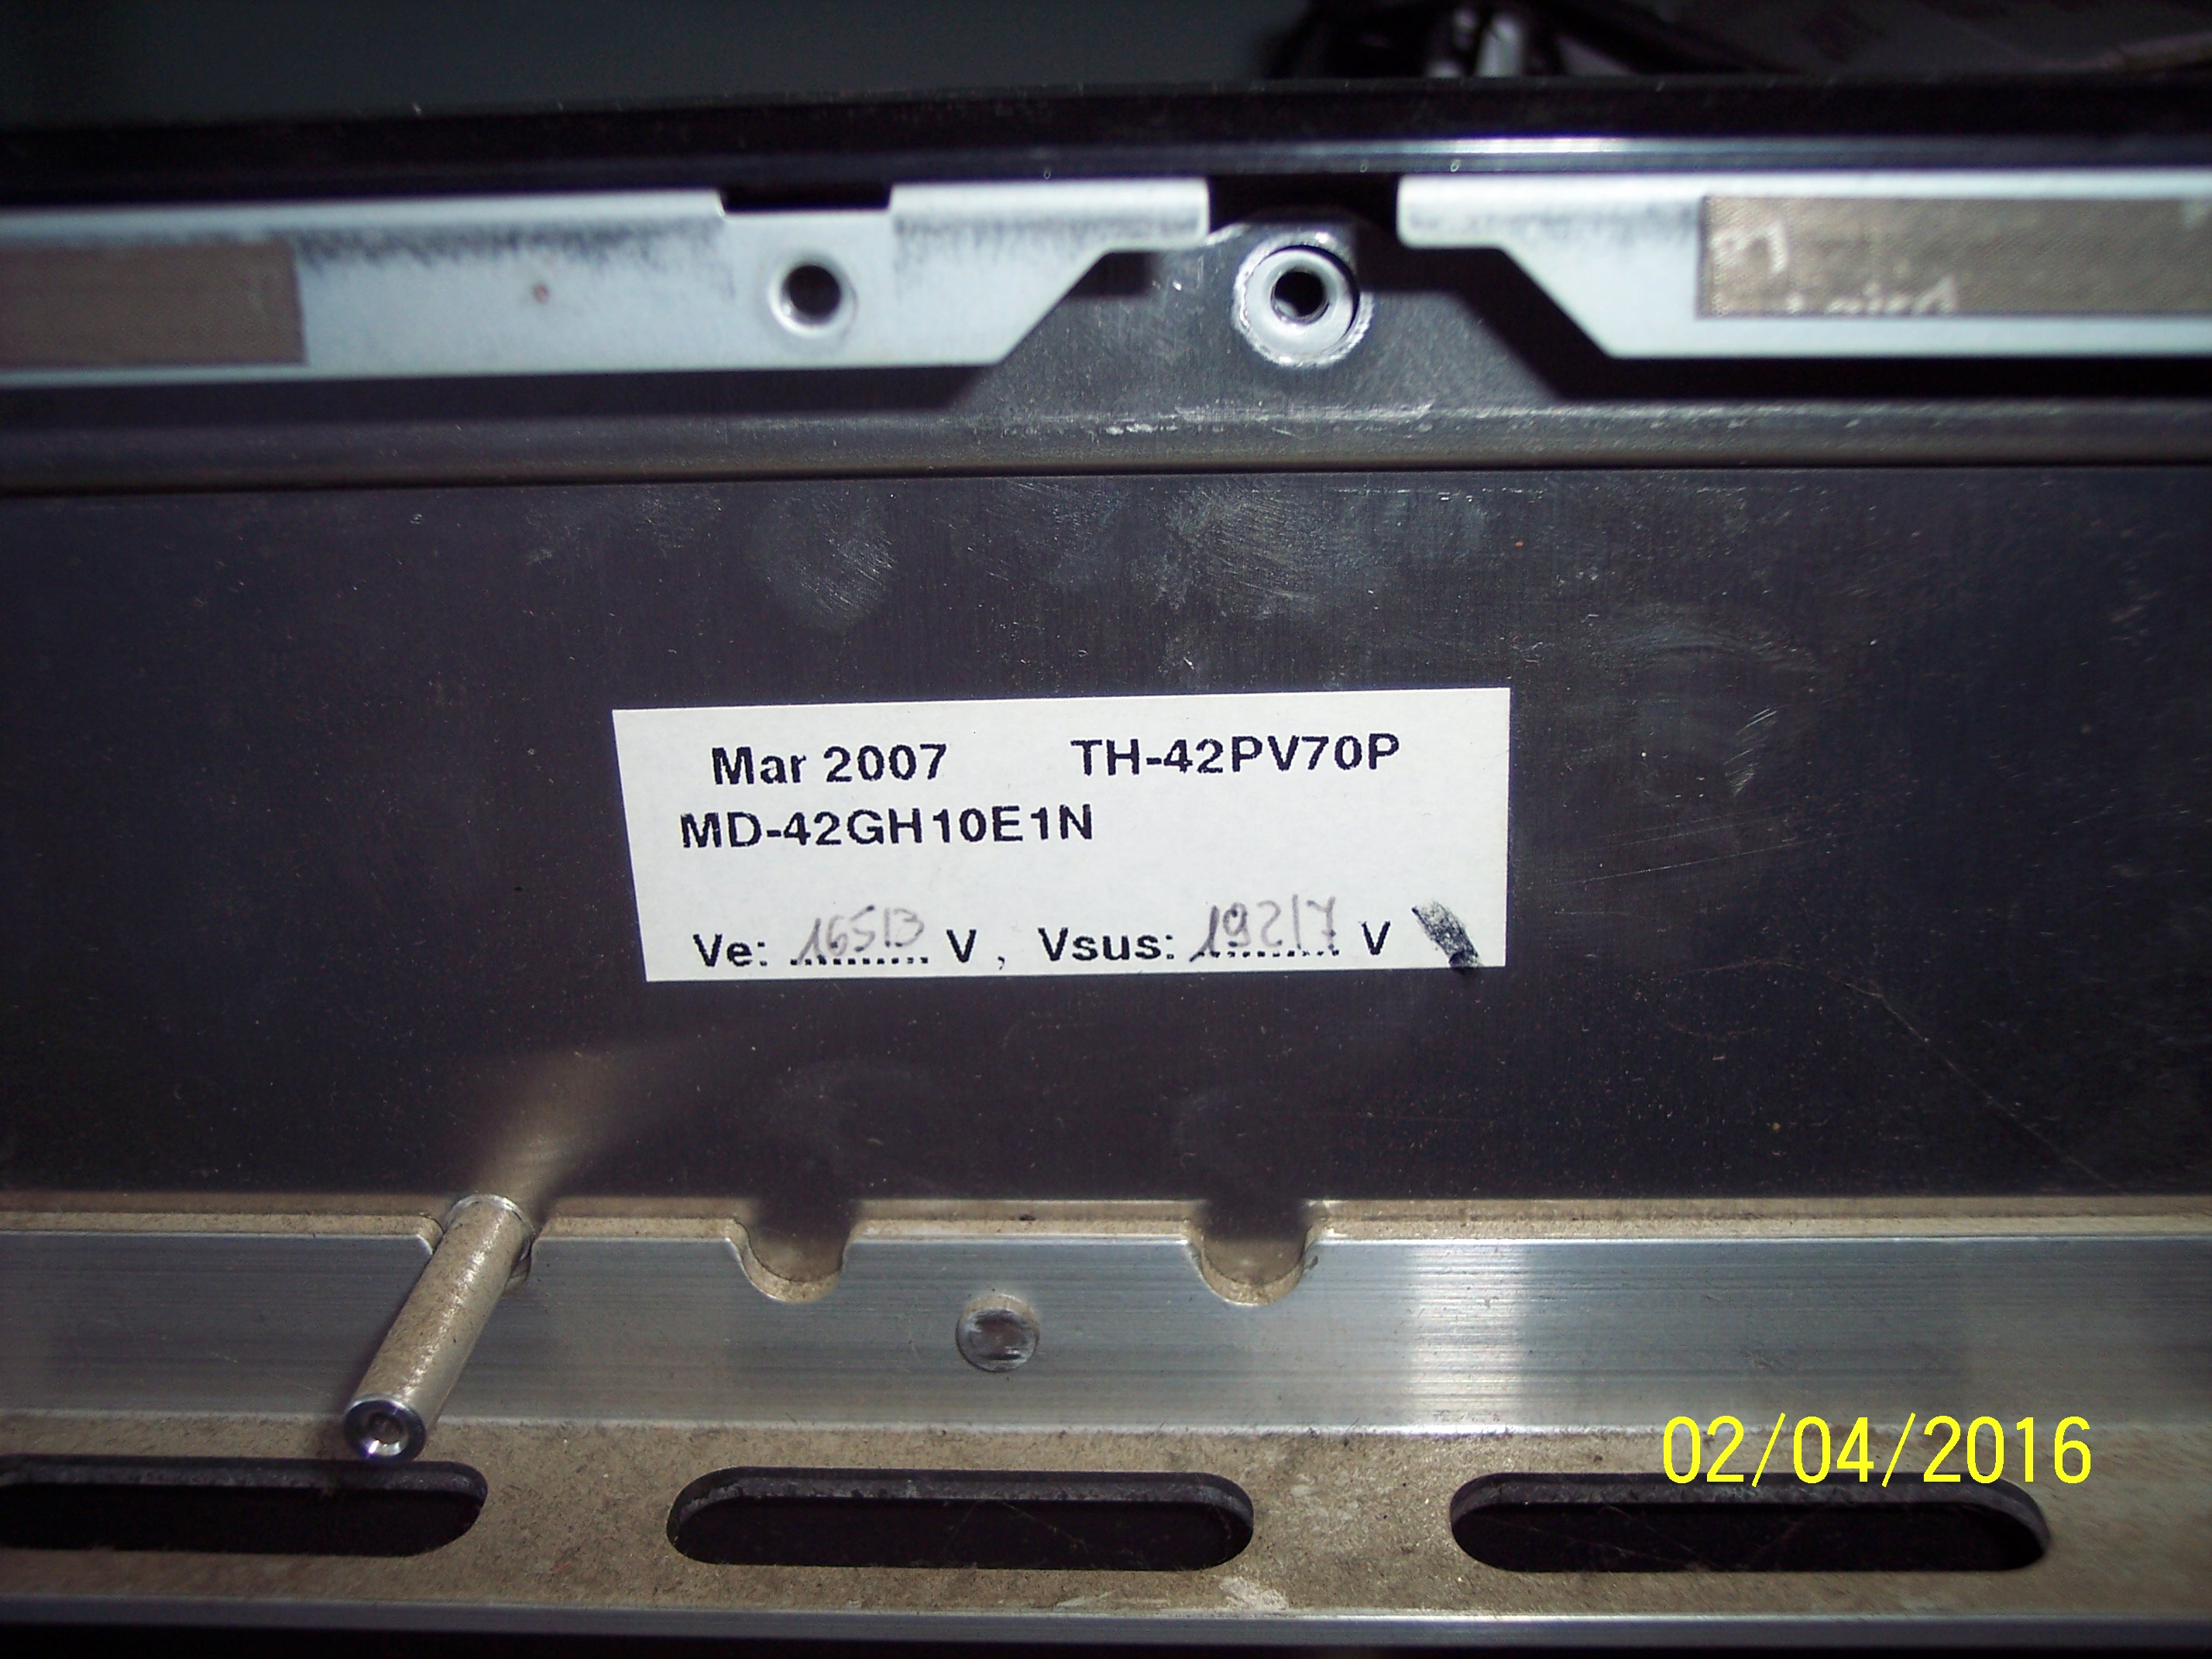 Mar 2007 TH-42PV70P
MD-42GH10E1N
Ve: 165,3 V , Vsus: 192,7 V
02/04/2016